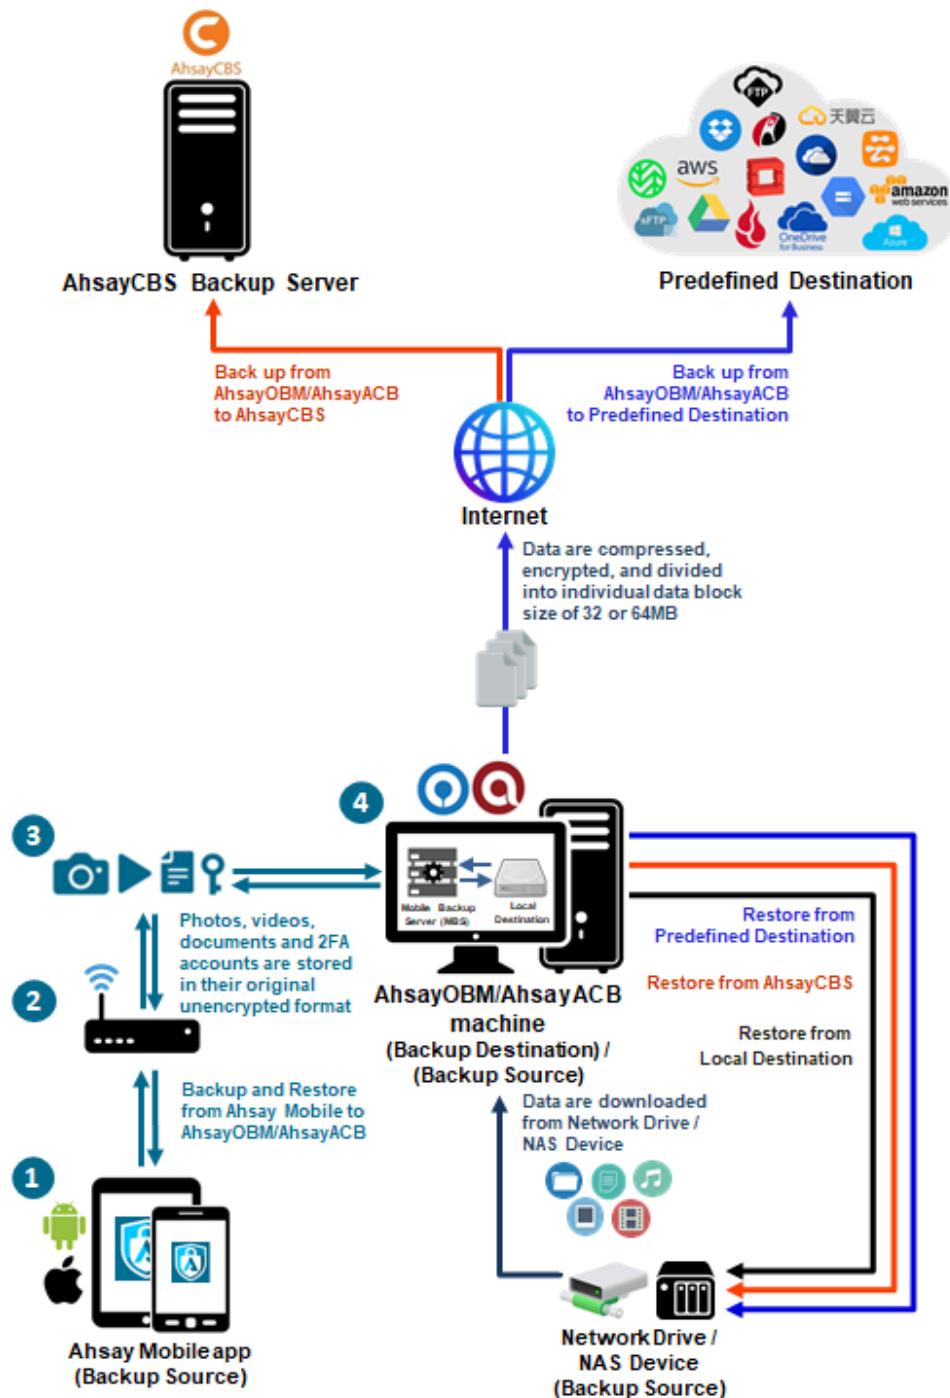 AhsayCBS
AhsayCBS Backup Server
FTP
天翼云
aws
amazon
web services
sFTP
OneDrive
for Business
Azure
Predefined Destination
Back up from
AhsayOBM/AhsayACB
to AhsayCBS
Back up from
AhsayOBM/AhsayACB
to Predefined Destination
Internet
Data are compressed,
encrypted, and divided
into individual data block
size of 32 or 64MB
3
4
Mobile Backup
Server (MBS)
Local
Destination
Photos, videos,
documents and 2FA
accounts are stored
in their original
unencrypted format
2
AhsayOBM/AhsayACB
machine
(Backup Destination) /
(Backup Source)
Restore from
Predefined Destination
Restore from AhsayCBS
Restore from
Local Destination
Backup and Restore
from Ahsay Mobile to
AhsayOBM/AhsayACB
Data are downloaded
from Network Drive /
NAS Device
1
A
A
Ahsay Mobile app
(Backup Source)
Network Drive /
NAS Device
(Backup Source)